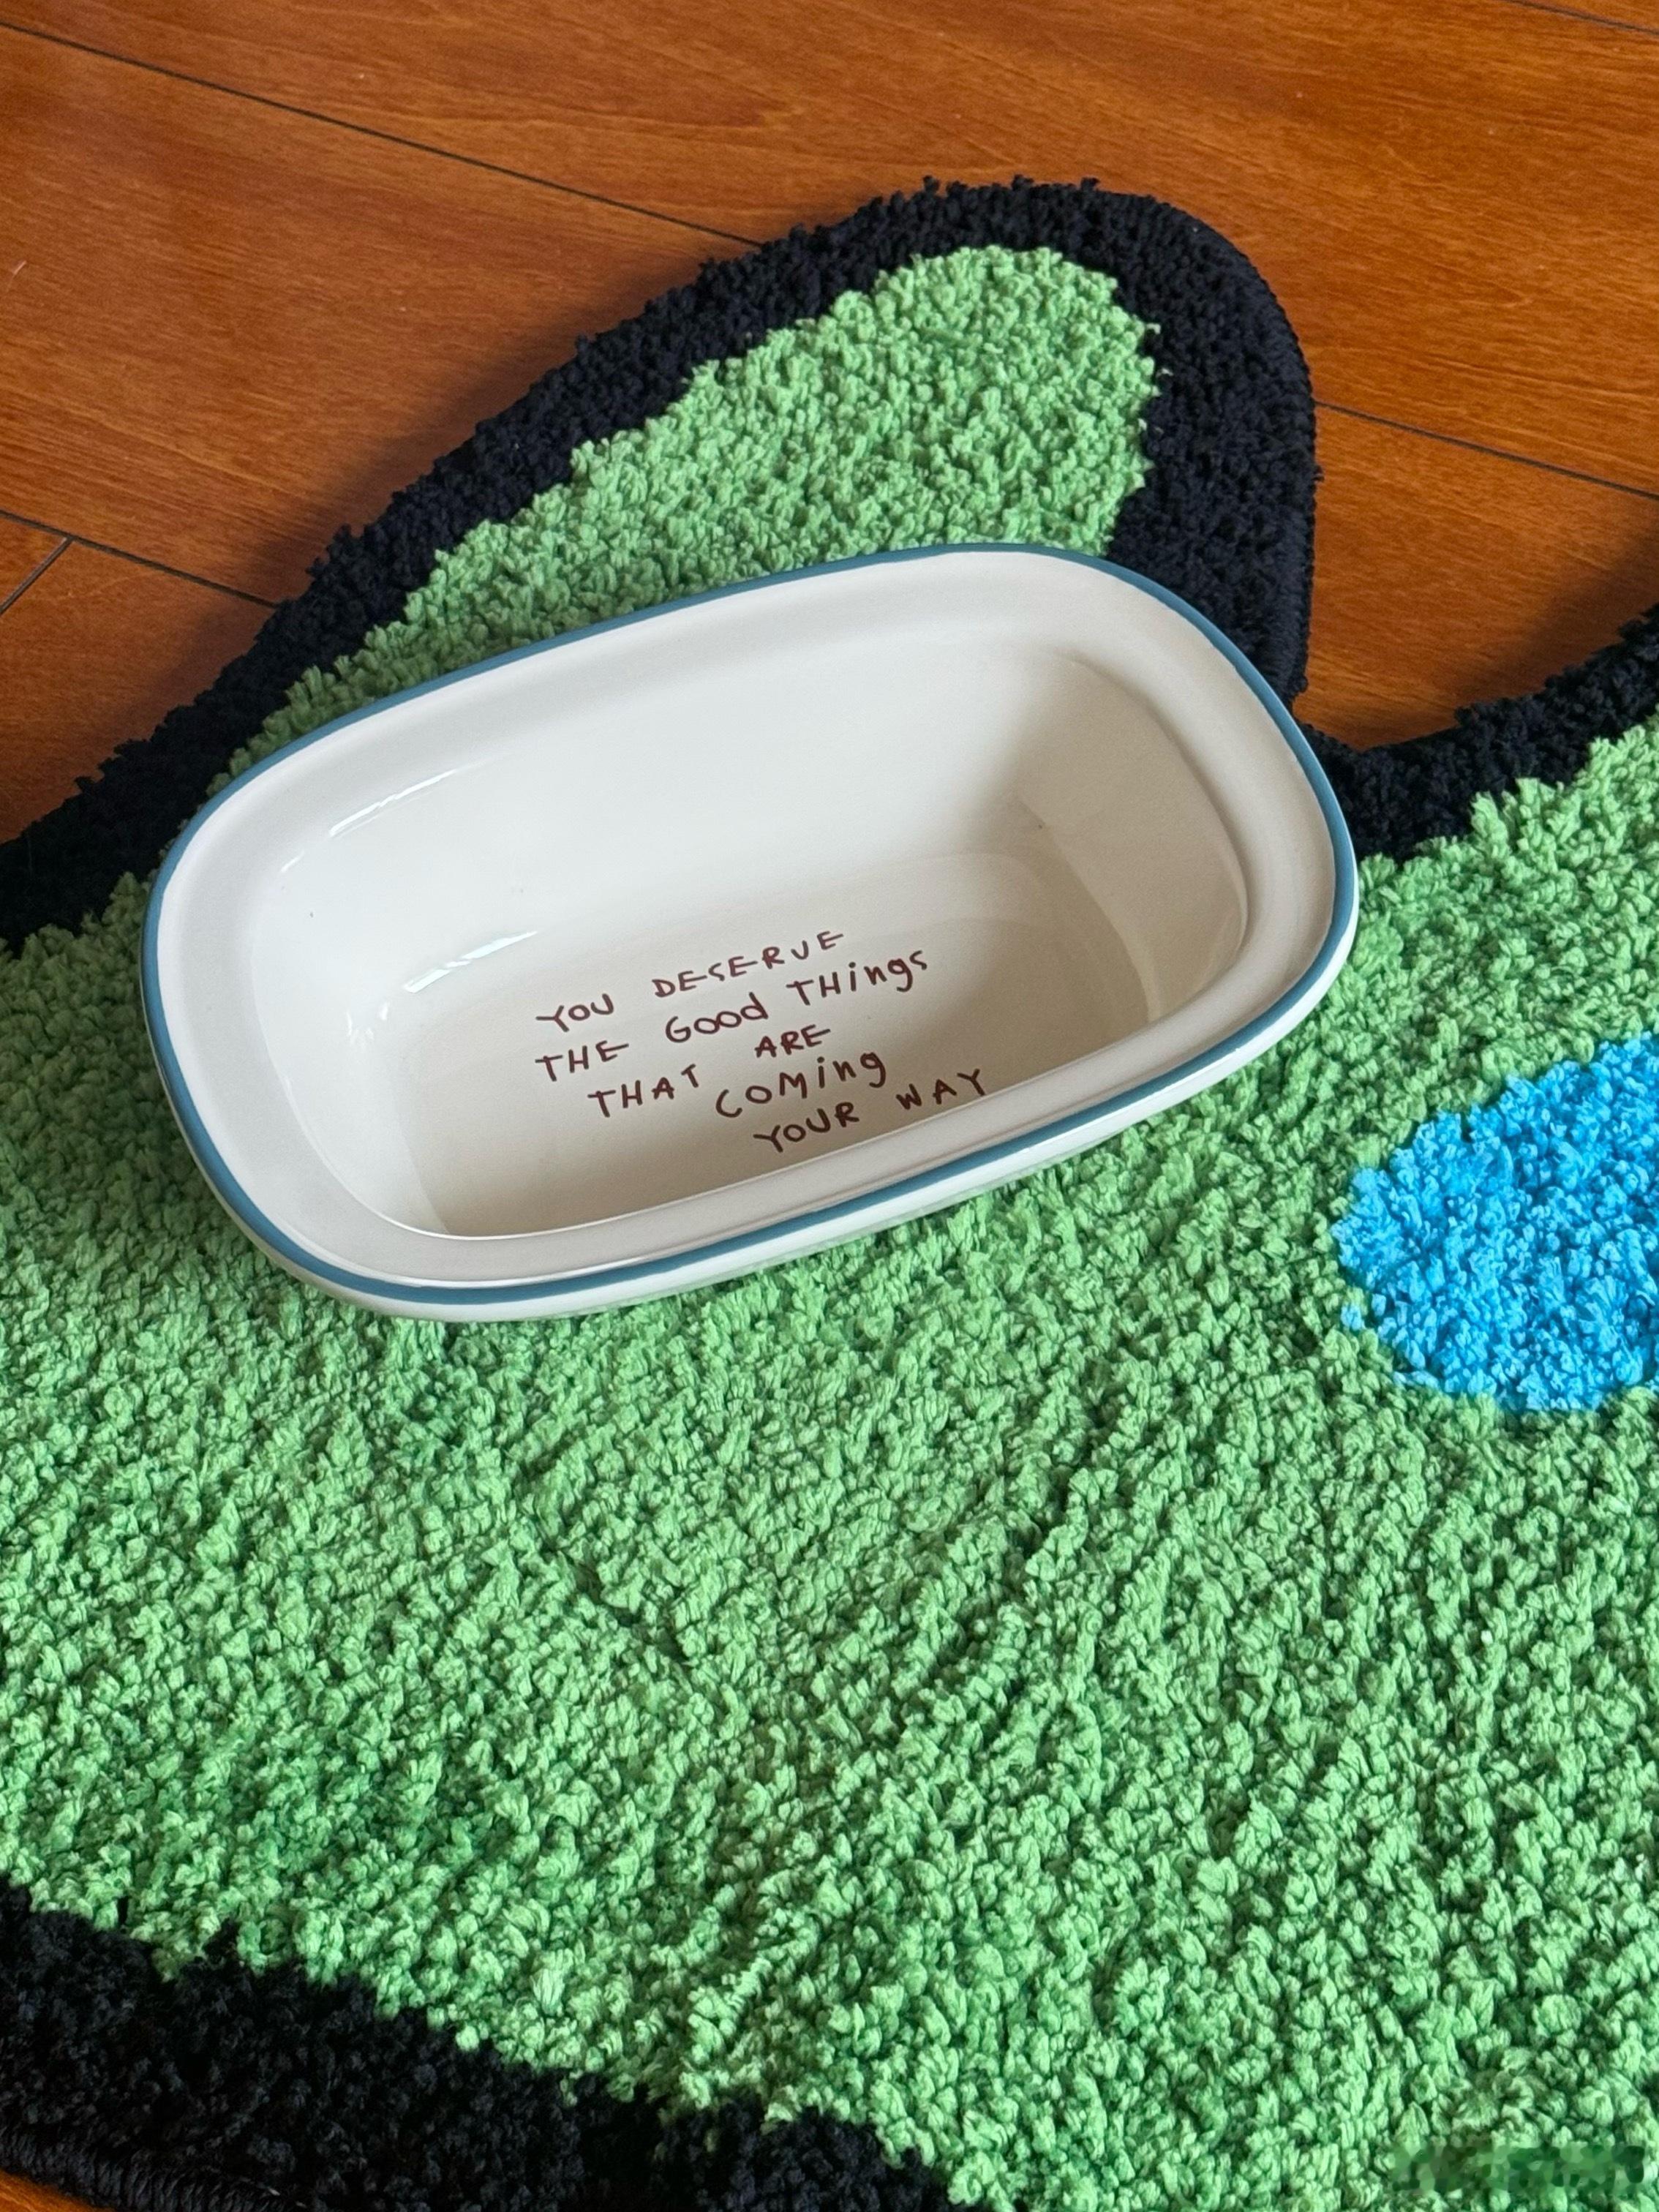 YOU DESERVE
THE Good THings
THAT ARE
COMing
YOUR WAY